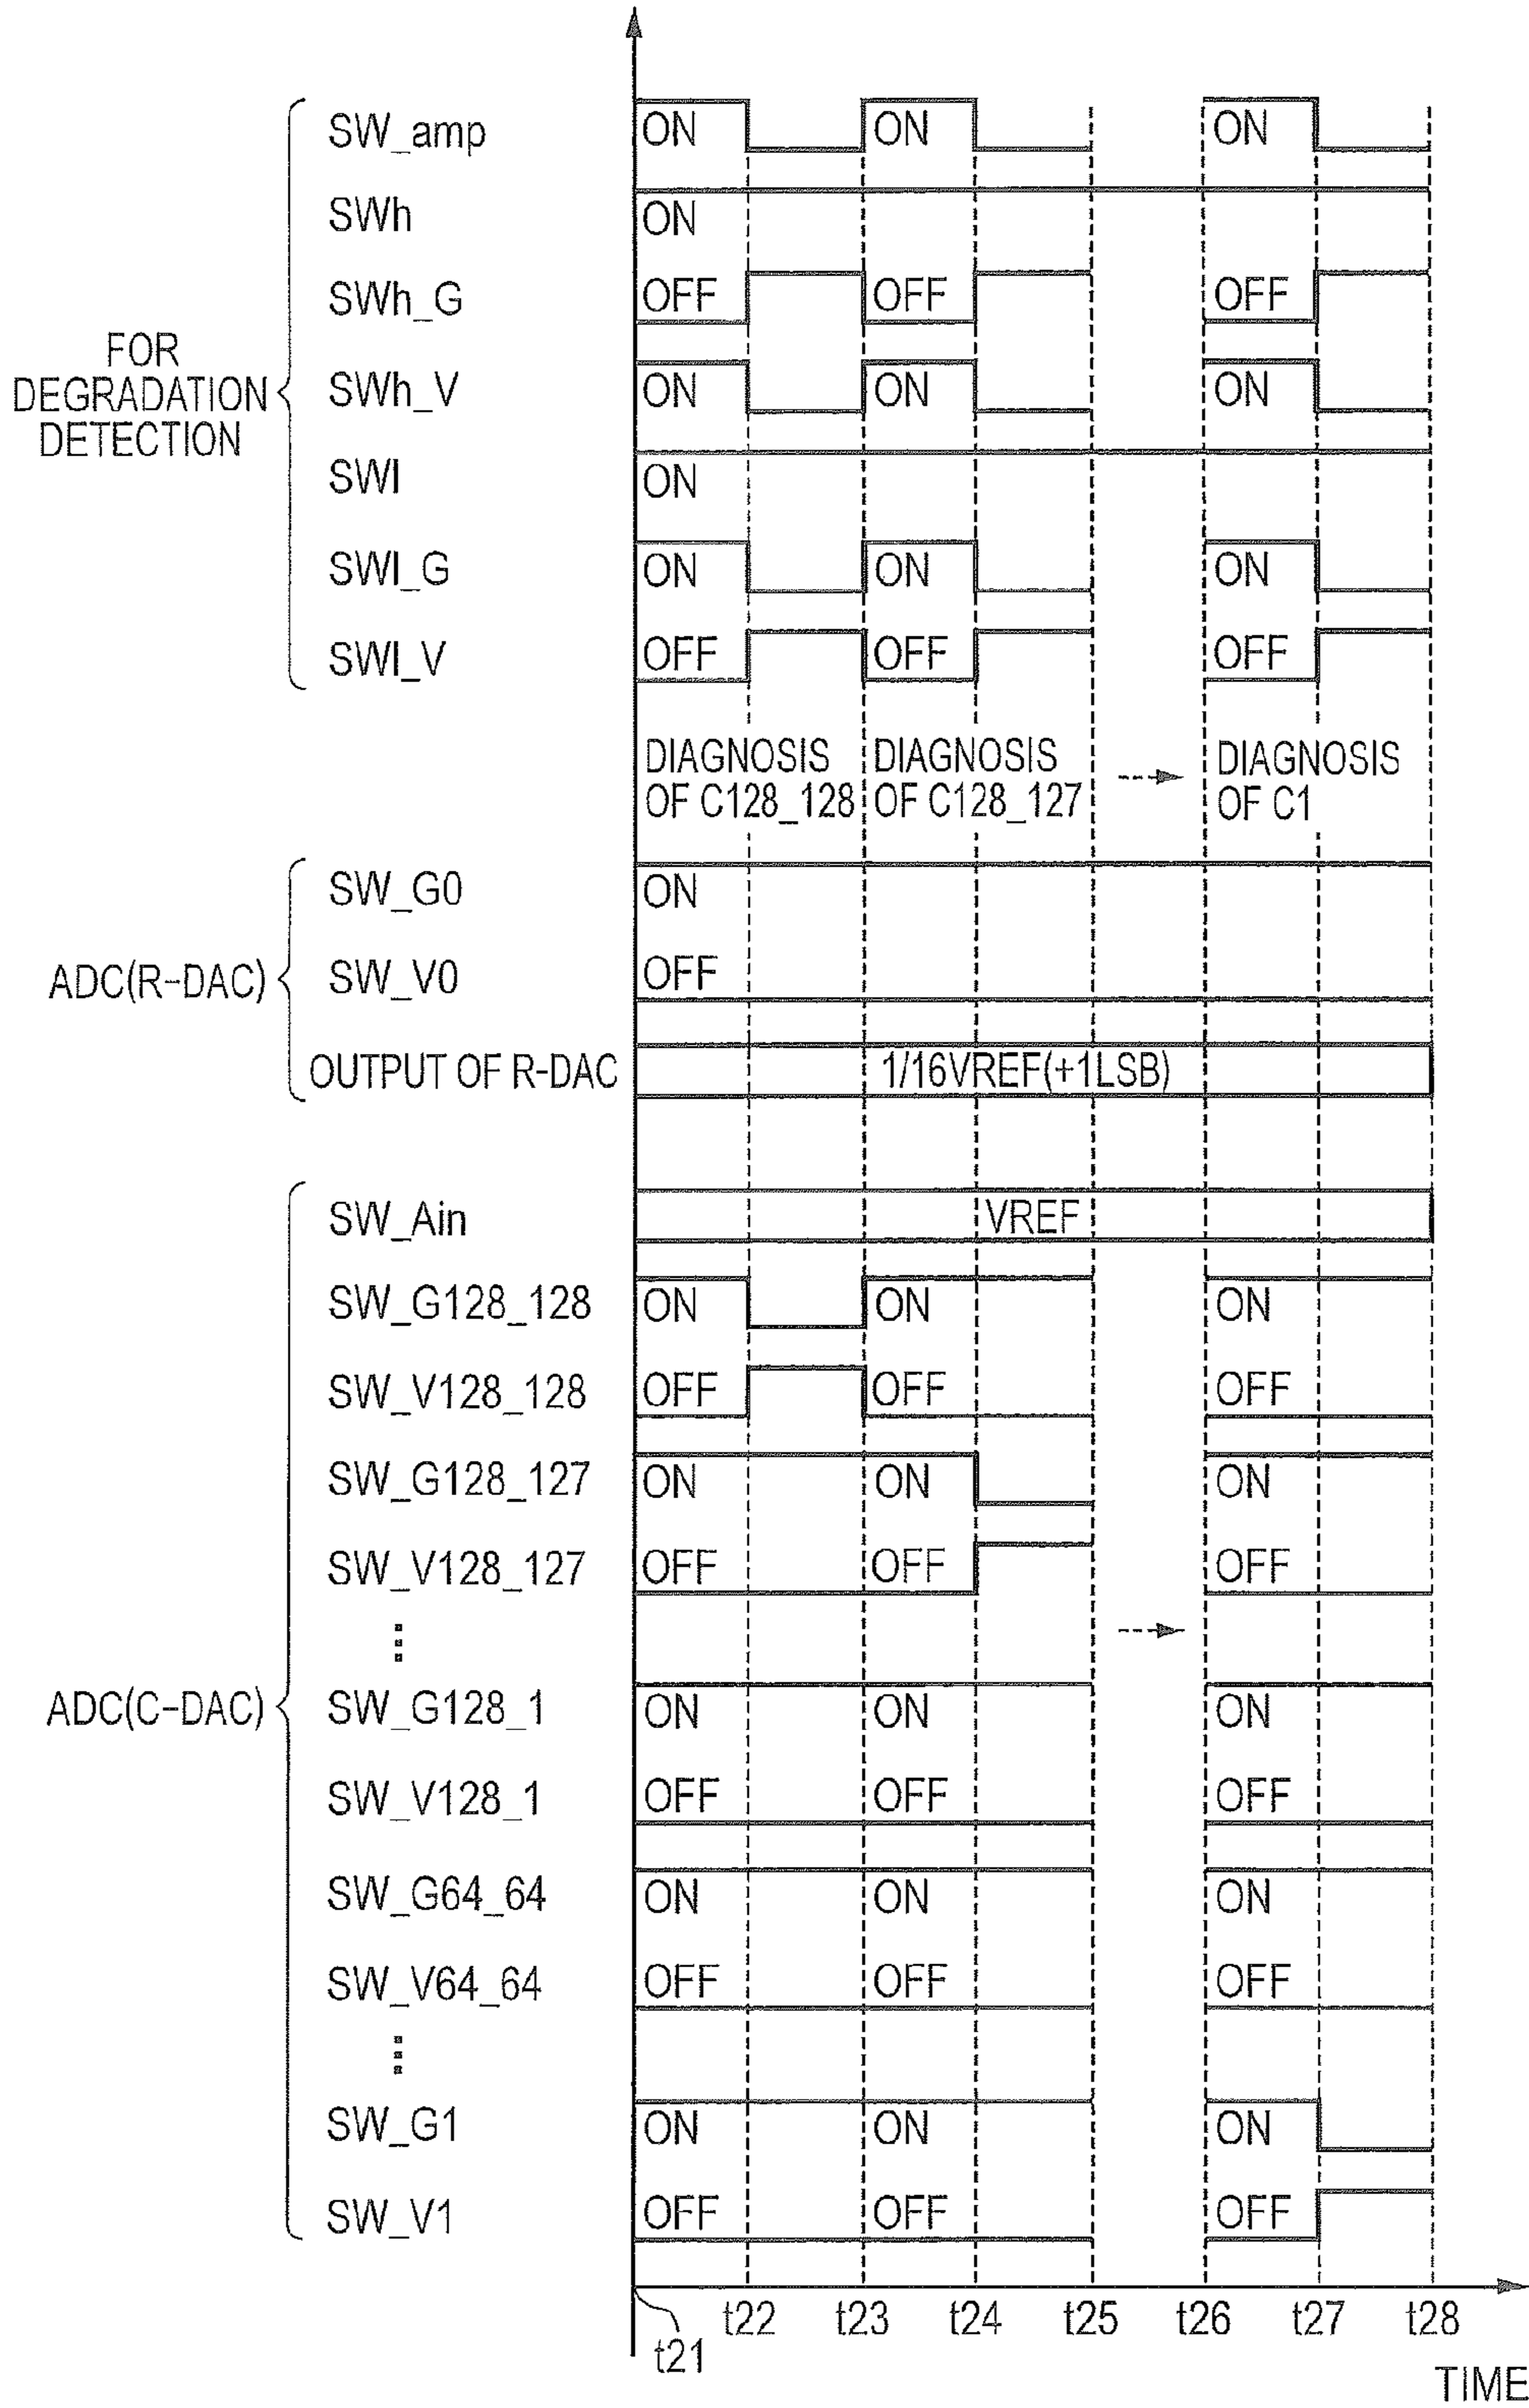 SW_amp ON ON ON
SWh ON
SWh_G OFF OFF OFF
SWh_V ON ON ON
FOR
DEGRADATION
DETECTION
SWl ON
SWl_G ON ON ON
SWl_V OFF OFF OFF
DIAGNOSIS
OF C128_128
DIAGNOSIS
OF C128_127
DIAGNOSIS
OF C1
SW_G0 ON
ADC(R-DAC)
SW_V0 OFF
OUTPUT OF R-DAC 1/16VREF(+1LSB)
SW_Ain VREF
SW_G128_128 ON ON ON
SW_V128_128 OFF OFF OFF
SW_G128_127 ON ON ON
SW_V128_127 OFF OFF OFF
ADC(C-DAC)
SW_G128_1 ON ON ON
SW_V128_1 OFF OFF OFF
SW_G64_64 ON ON ON
SW_V64_64 OFF OFF OFF
SW_G1 ON ON ON
SW_V1 OFF OFF OFF
t21 t22 t23 t24 t25 t26 t27 t28
TIME